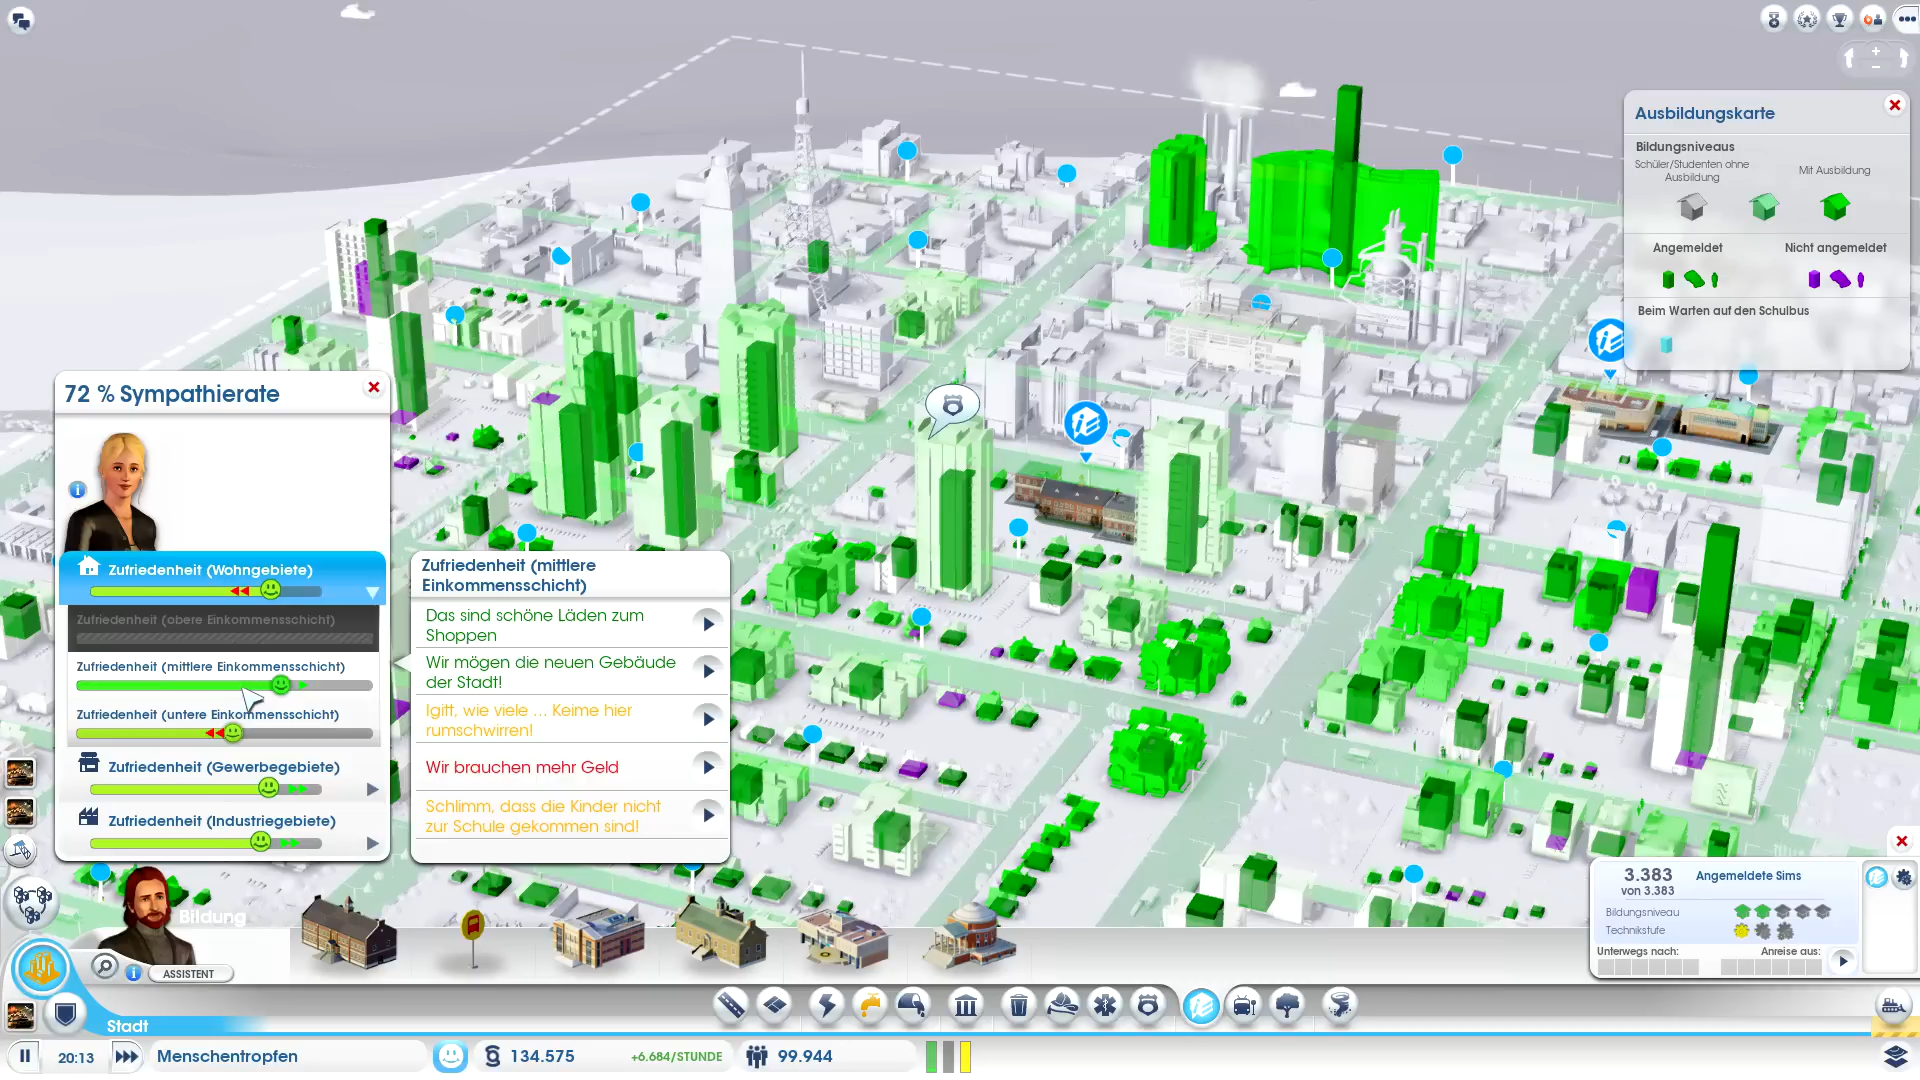 Ausbildungskarte
Bildungsniveaus
Schüler/Studenten ohne
Ausbildung
Mit Ausbildung
Angemeldet
Nicht angemeldet
Beim Warten auf den Schulbus
72 % Sympathierate
Zufriedenheit (Wohngebiete)
Zufriedenheit (obere Einkommensschicht)
Zufriedenheit (mittlere Einkommensschicht)
Zufriedenheit (untere Einkommensschicht)
Zufriedenheit (Gewerbegebiete)
Zufriedenheit (Industriegebiete)
Zufriedenheit (mittlere
Einkommensschicht)
Das sind schöne Läden zum
Shoppen
Wir mögen die neuen Gebäude
der Stadt!
Igitt, wie viele ... Keime hier
rumschwirren!
Wir brauchen mehr Geld
Schlimm, dass die Kinder nicht
zur Schule gekommen sind!
3.383
von 3.383
Angemeldete Sims
Bildungsniveau
Technikstufe
Unterwegs nach:
Anreise aus:
Bildung
ASSISTENT
Stadt
20:13
Menschentropfen
134.575
+6.684/STUNDE
99.944